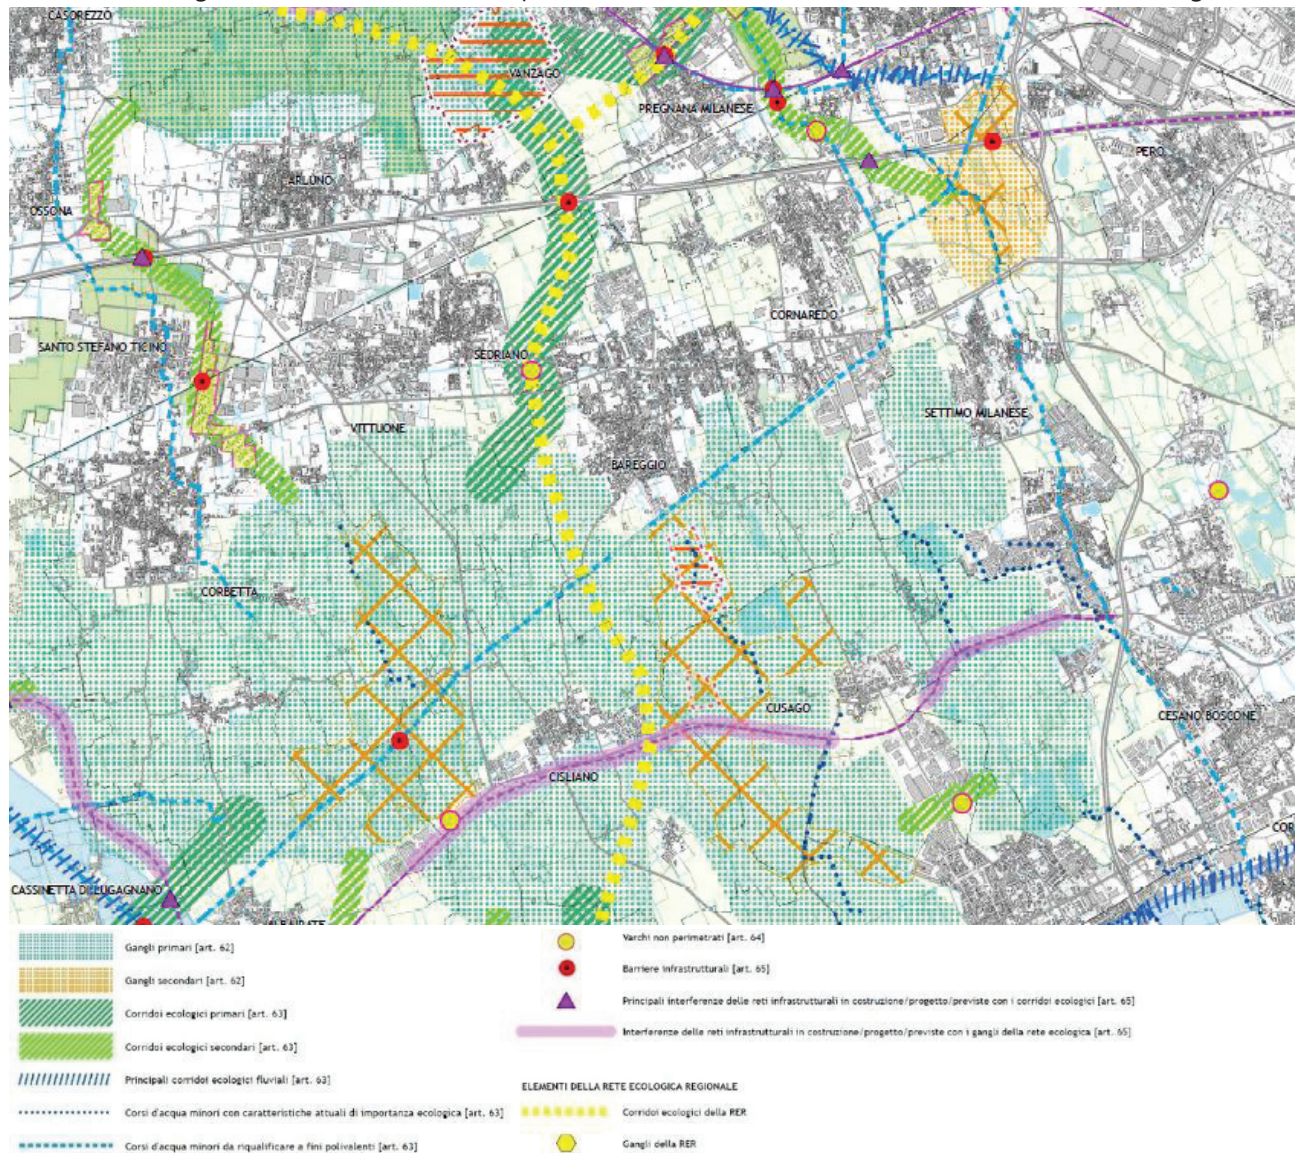 CASOREZZO
VANZAGO
PREGNANA MILANESE
PERO
ARLUNO
OSSONA
CORNAREDO
SANTO STEFANO TICINO
SEDRIANO
SETTIMO MILANESE
VITTUONE
BAREGGIO
CORBETTA
CUSAGO
CESANO BOSCONE
CISLIANO
COR
CASSINETTA DI LUGAGNANO
ALBAIRATE
Gangli primari [art. 62]
Gangli secondari [art. 62]
Corridoi ecologici primari [art. 63]
Corridoi ecologici secondari [art. 63]
Principali corridoi ecologici fluviali [art. 63]
Corsi d'acqua minori con caratteristiche attuali di importanza ecologica [art. 63]
Corsi d'acqua minori da riqualificare a fini polivalenti [art. 63]
Varchi non perimetrati [art. 64]
Barriere infrastrutturali [art. 65]
Principali interferenze delle reti infrastrutturali in costruzione/progetto/previste con i corridoi ecologici [art. 65]
Interferenze delle reti infrastrutturali in costruzione/progetto/previste con i gangli della rete ecologica [art. 65]
ELEMENTI DELLA RETE ECOLOGICA REGIONALE
Corridoi ecologici della RER
Gangli della RER